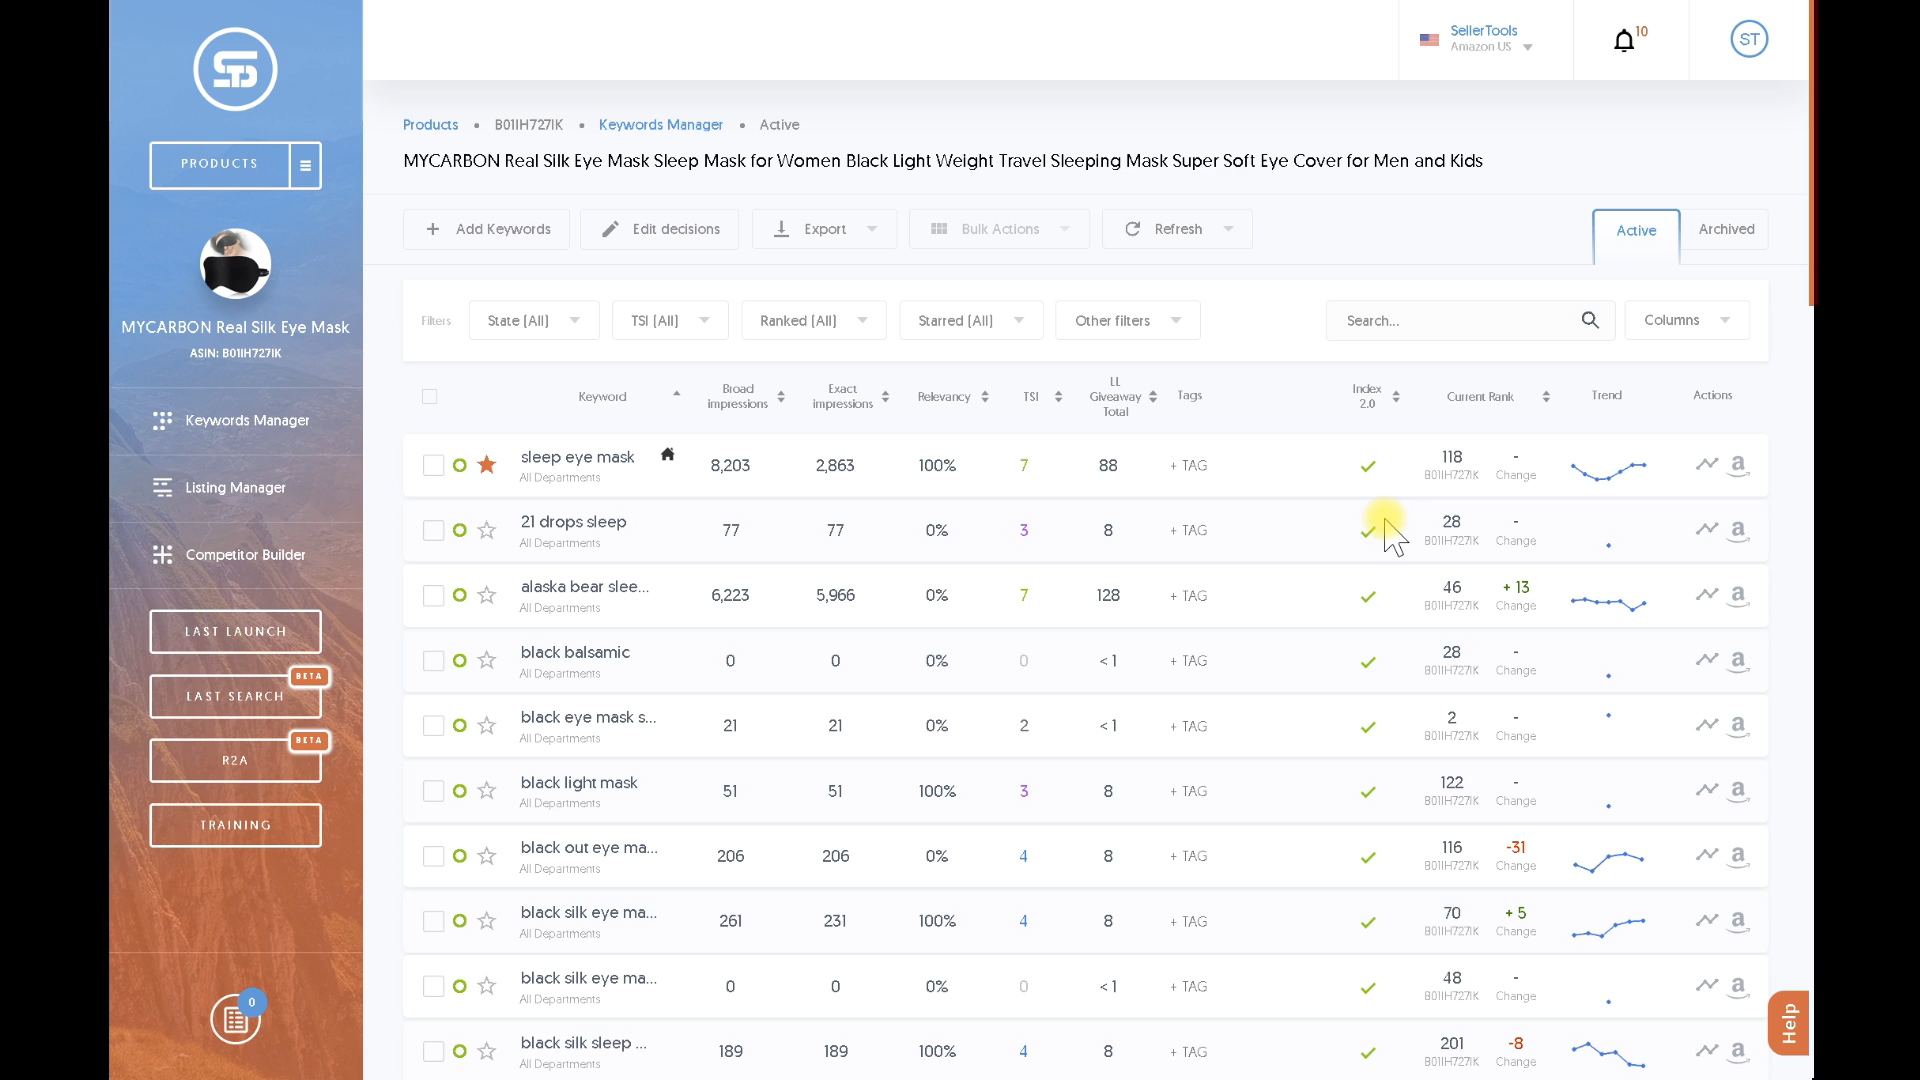 SellerTools
Amazon US
10
ST
Products • B01IH727IK • Keywords Manager • Active
MYCARBON Real Silk Eye Mask Sleep Mask for Women Black Light Weight Travel Sleeping Mask Super Soft Eye Cover for Men and Kids
PRODUCTS
MYCARBON Real Silk Eye Mask
ASIN: B01IH727IK
Keywords Manager
Listing Manager
Competitor Builder
LAST LAUNCH
BETA
LAST SEARCH
BETA
R2A
TRAINING
0
+ Add Keywords
Edit decisions
Export
Bulk Actions
Refresh
Active
Archived
Filters
State (All)
TSI (All)
Ranked (All)
Starred (All)
Other filters
Search...
Columns
Keyword
Broad impressions
Exact impressions
Relevancy
TSI
LL Giveaway Total
Tags
Index 2.0
Current Rank
Trend
Actions
sleep eye mask 8,203 2,863 100% 7 88 + TAG 118 -
All Departments B01IH727IK Change
21 drops sleep 77 77 0% 3 8 + TAG 28 -
All Departments B01IH727IK Change
alaska bear slee... 6,223 5,966 0% 7 128 + TAG 46 + 13
All Departments B01IH727IK Change
black balsamic 0 0 0% 0 < 1 + TAG 28 -
All Departments B01IH727IK Change
black eye mask s... 21 21 0% 2 < 1 + TAG 2 -
All Departments B01IH727IK Change
black light mask 51 51 100% 3 8 + TAG 122 -
All Departments B01IH727IK Change
black out eye ma... 206 206 0% 4 8 + TAG 116 -31
All Departments B01IH727IK Change
black silk eye ma... 261 231 100% 4 8 + TAG 70 + 5
All Departments B01IH727IK Change
black silk eye ma... 0 0 0% 0 < 1 + TAG 48 -
All Departments B01IH727IK Change
black silk sleep ... 189 189 100% 4 8 + TAG 201 -8
All Departments B01IH727IK Change
Help